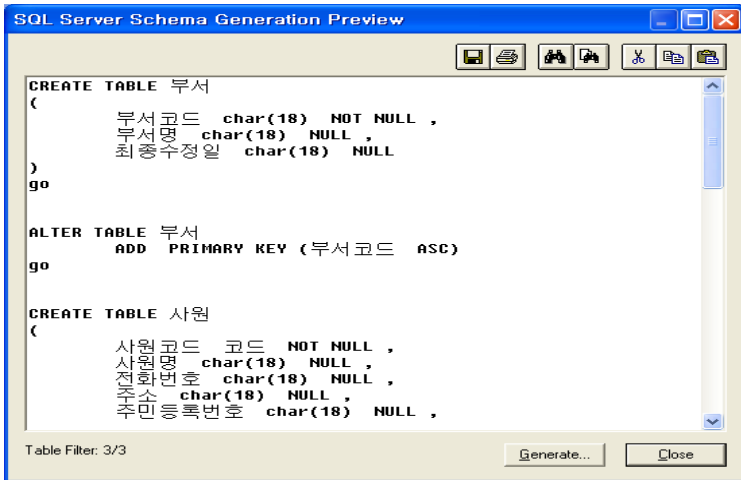 SQL Server Schema Generation Preview
CREATE TABLE 부서
(
부서코드 char(18) NOT NULL ,
부서명 char(18) NULL ,
최종수정일 char(18) NULL
)
go
ALTER TABLE 부서
ADD PRIMARY KEY (부서코드 ASC)
go
CREATE TABLE 사원
(
사원코드 코드 NOT NULL ,
사원명 char(18) NULL ,
전화번호 char(18) NULL ,
주소 char(18) NULL ,
주민등록번호 char(18) NULL ,
Table Filter: 3/3
Generate...
Close